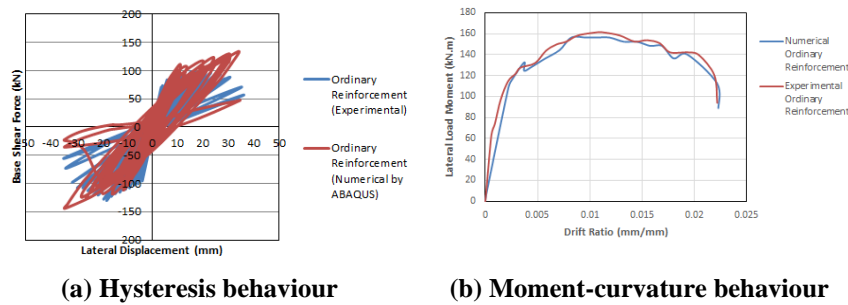 200
150
100
50
0
50
-100
150
200
50 -40 -30 -20 -10 0 10 20 30 40 50
Base Shear Force (kN)
Lateral Displacement (mm)
Ordinary
Reinforcement
(Experimental)
Ordinary
Reinforcement
(Numerical by
ABAQUS)
(a) Hysteresis behaviour
180
160
140
120
100
80
60
40
20
0
0 0.005 0.01 0.015 0.02 0.025
Lateral Load Moment (kN.m)
Drift Ratio (mm/mm)
Numerical
Ordinary
Reinforcement
Experimental
Ordinary
Reinforcement
(b) Moment-curvature behaviour